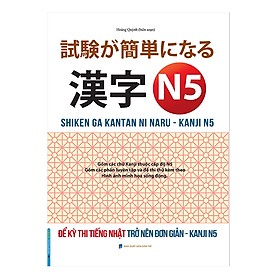 Hoàng Quỳnh (biên soạn)
試験が簡単になる
漢字 N5
SHIKEN GA KANTAN NI NARU - KANJI N5
Gồm các chữ Kanji thuộc cấp độ N5
Gồm các phần luyện tập và đề thi thử kèm theo
Hình ảnh minh họa sống động.
ĐỂ KỲ THI TIẾNG NHẬT TRỞ NÊN ĐƠN GIẢN - KANJI N5